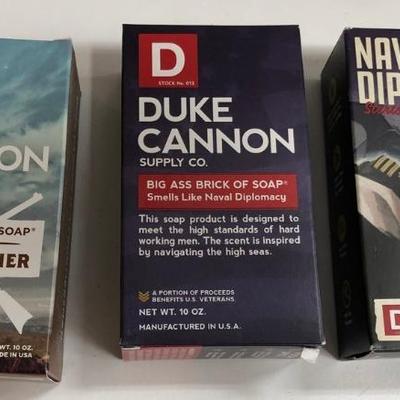 D
STOCK No. 013
DUKE
CANNON
SUPPLY CO.
BIG ASS BRICK OF SOAP®
Smells Like Naval Diplomacy
This soap product is designed to
meet the high standards of hard
working men. The scent is inspired
by navigating the high seas.
A PORTION OF PROCEEDS
BENEFITS U.S. VETERANS.
NET WT. 10 OZ.
MANUFACTURED IN U.S.A.
NON
SOAP®
WT. 10 OZ.
DE IN USA
NAV
DIP
D